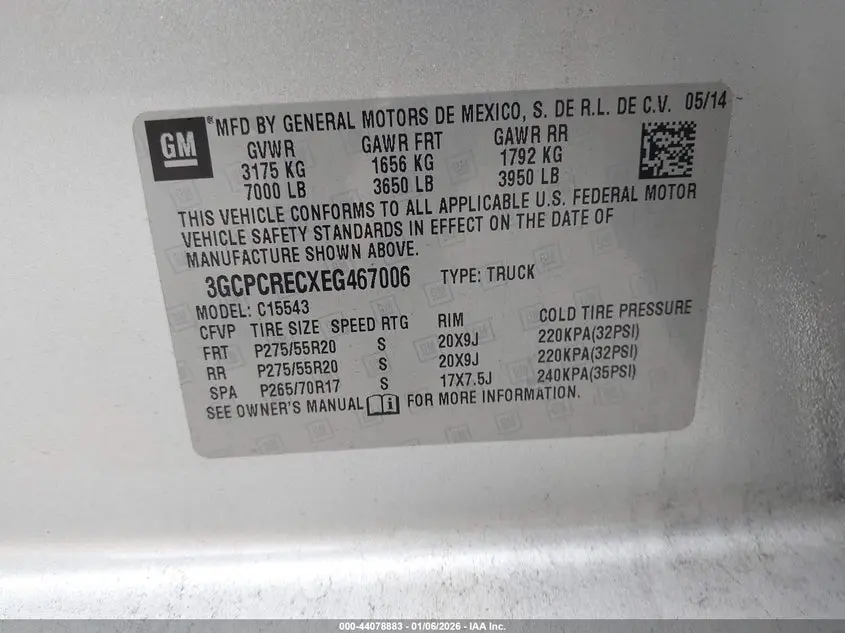 GM
®MFD BY GENERAL MOTORS DE MEXICO, S. DE R.L. DE C.V. 05/14
GVWR GAWR FRT GAWR RR
3175 KG 1656 KG 1792 KG
7000 LB 3650 LB 3950 LB
THIS VEHICLE CONFORMS TO ALL APPLICABLE U.S. FEDERAL MOTOR
VEHICLE SAFETY STANDARDS IN EFFECT ON THE DATE OF
MANUFACTURE SHOWN ABOVE.
3GCPCRECXEG467006 TYPE: TRUCK
MODEL: C15543
CFVP TIRE SIZE SPEED RTG RIM COLD TIRE PRESSURE
FRT P275/55R20 S 20X9J 220KPA(32PSI)
RR P275/55R20 S 20X9J 220KPA(32PSI)
SPA P265/70R17 S 17X7.5J 240KPA(35PSI)
SEE OWNER'S MANUAL FOR MORE INFORMATION.
000-44078883 - 01/06/2026 - IAA Inc.